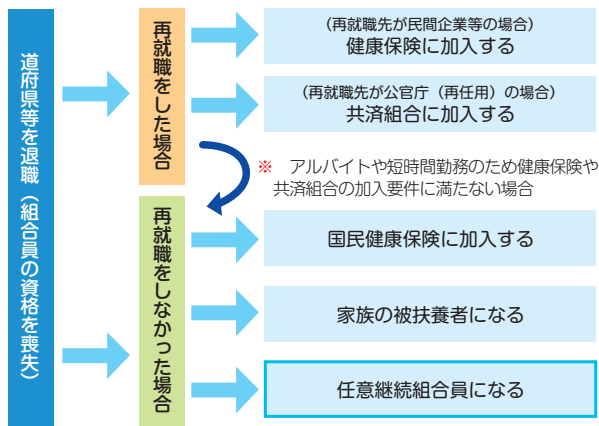 道府県等を退職（組合員の資格を喪失）
再就職をした場合
（再就職先が民間企業等の場合）
健康保険に加入する
（再就職先が公官庁（再任用）の場合）
共済組合に加入する
※　アルバイトや短時間勤務のため健康保険や
共済組合の加入要件に満たない場合
再就職をしなかった場合
国民健康保険に加入する
家族の被扶養者になる
任意継続組合員になる